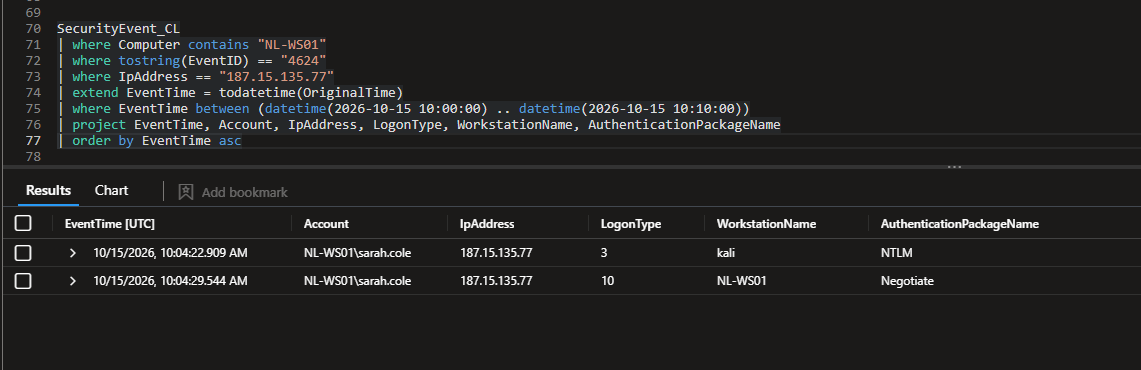 69
70 SecurityEvent_CL
71 | where Computer contains "NL-WS01"
72 | where tostring(EventID) == "4624"
73 | where IpAddress == "187.15.135.77"
74 | extend EventTime = todatetime(OriginalTime)
75 | where EventTime between (datetime(2026-10-15 10:00:00) .. datetime(2026-10-15 10:10:00))
76 | project EventTime, Account, IpAddress, LogonType, WorkstationName, AuthenticationPackageName
77 | order by EventTime asc
78
Results Chart Add bookmark
EventTime [UTC] Account IpAddress LogonType WorkstationName AuthenticationPackageName
10/15/2026, 10:04:22.909 AM NL-WS01\sarah.cole 187.15.135.77 3 kali NTLM
10/15/2026, 10:04:29.544 AM NL-WS01\sarah.cole 187.15.135.77 10 NL-WS01 Negotiate